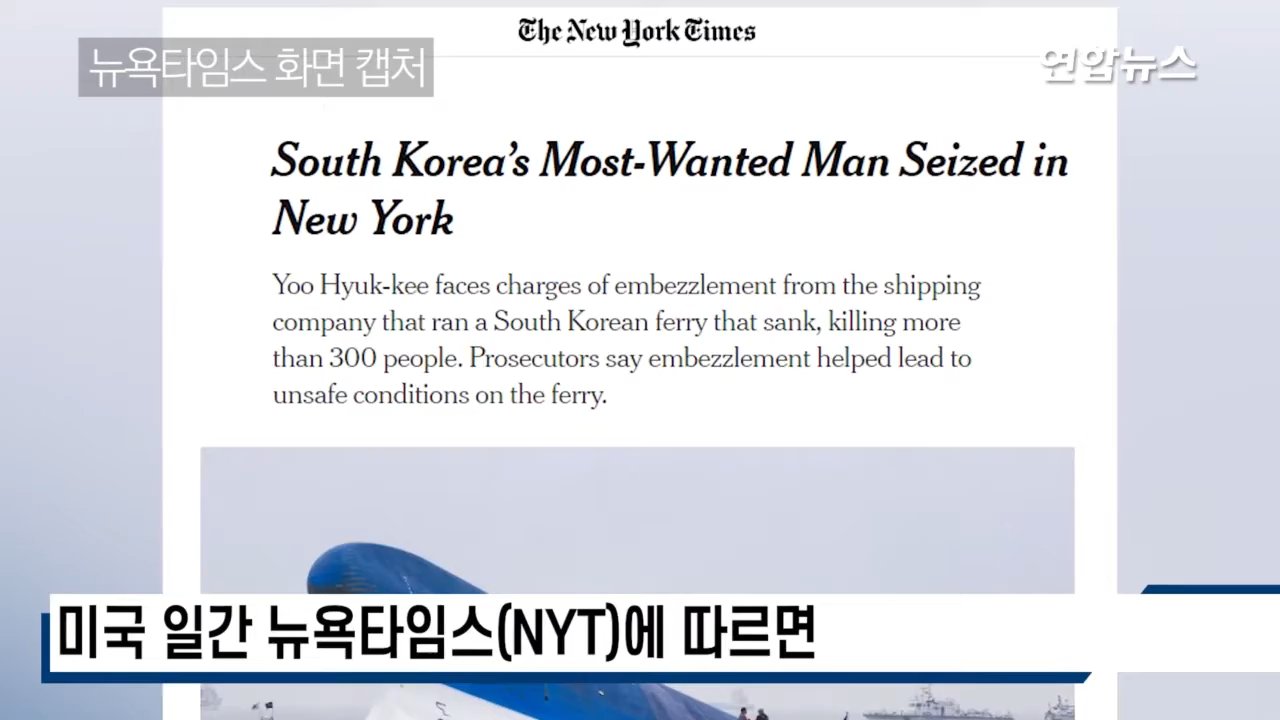 The New York Times
뉴욕타임스 화면 캡처
연합뉴스
South Korea's Most-Wanted Man Seized in
New York
Yoo Hyuk-kee faces charges of embezzlement from the shipping
company that ran a South Korean ferry that sank, killing more
than 300 people. Prosecutors say embezzlement helped lead to
unsafe conditions on the ferry.
미국 일간 뉴욕타임스(NYT)에 따르면